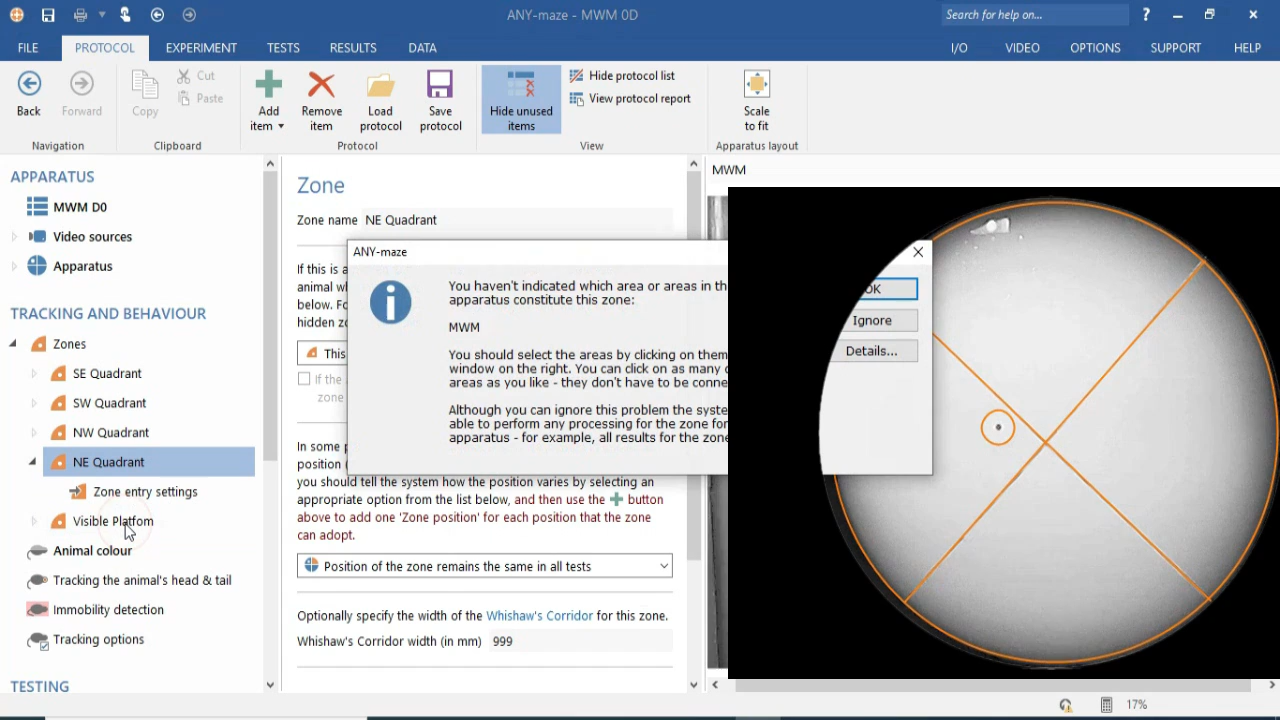 ANY-maze - MWM 0D
Search for help on...
?
FILE
PROTOCOL
EXPERIMENT
TESTS
RESULTS
DATA
I/O
VIDEO
OPTIONS
SUPPORT
HELP
Back
Forward
Navigation
Copy
Cut
Paste
Clipboard
Add
item
Remove
item
Load
protocol
Save
protocol
Protocol
Hide unused
items
Hide protocol list
View protocol report
View
Scale
to fit
Apparatus layout
APPARATUS
MWM D0
Video sources
Apparatus
TRACKING AND BEHAVIOUR
Zones
SE Quadrant
SW Quadrant
NW Quadrant
NE Quadrant
Zone entry settings
Visible Platfom
Animal colour
Tracking the animal's head & tail
Immobility detection
Tracking options
TESTING
Zone
Zone name NE Quadrant
If this is a
animal w
below. Fo
hidden zo
This
If the
zone
In some p
position (
you should tell the system how the position varies by selecting an
appropriate option from the list below, and then use the + button
above to add one 'Zone position' for each position that the zone
can adopt.
Position of the zone remains the same in all tests
Optionally specify the width of the Whishaw's Corridor for this zone.
Whishaw's Corridor width (in mm) 999
MWM
ANY-maze
You haven't indicated which area or areas in th
apparatus constitute this zone:
MWM
You should select the areas by clicking on them
window on the right. You can click on as many
areas as you like - they don't have to be conne
Although you can ignore this problem the syste
able to perform any processing for the zone for
apparatus - for example, all results for the zone
OK
Ignore
Details...
17%